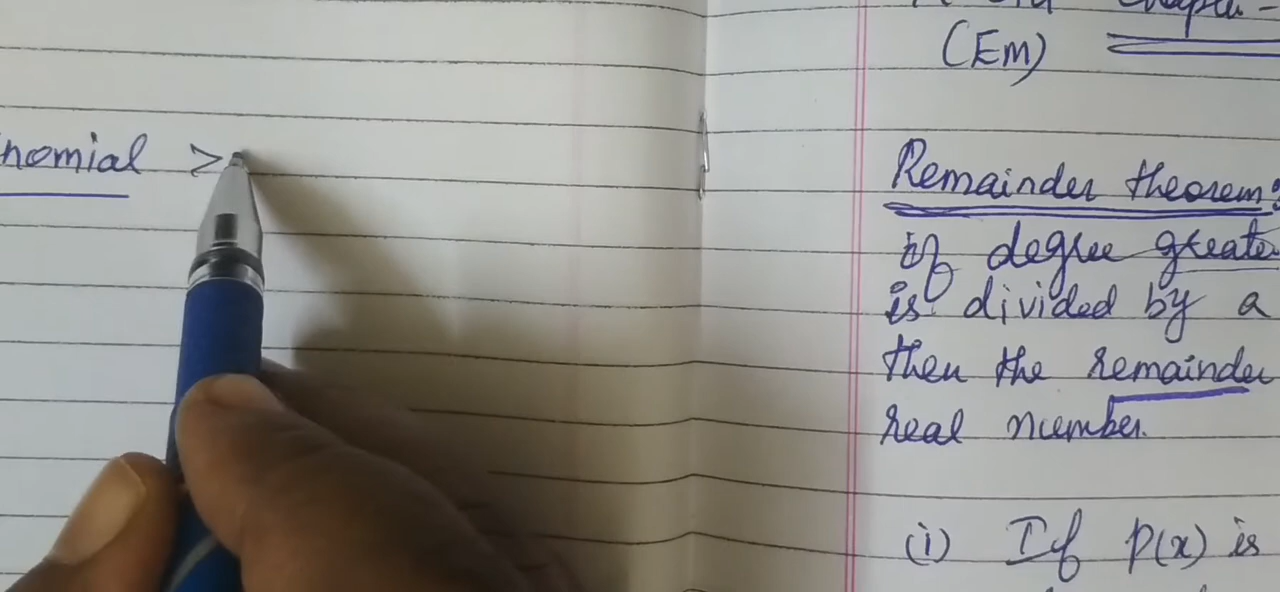 nomial >
(Em)
Remainder theorem:
of degree greate
is divided by a
then the remainder
real number.
(i) If p(x) is